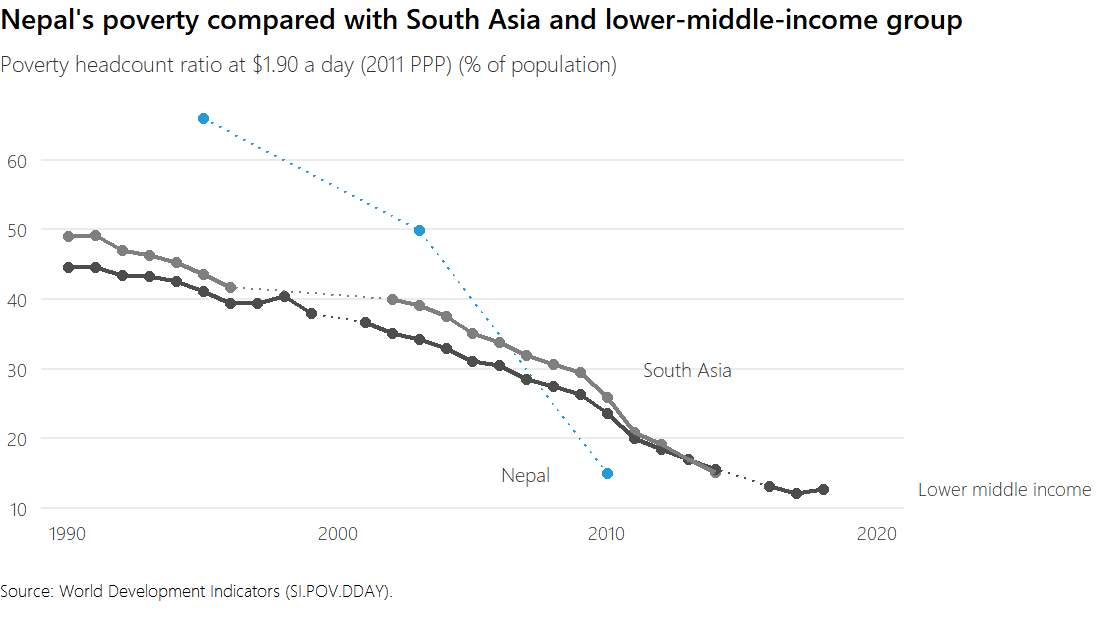 Nepal's poverty compared with South Asia and lower-middle-income group
Poverty headcount ratio at $1.90 a day (2011 PPP) (% of population)
60
50
40
30
South Asia
20
Nepal
10
Lower middle income
1990 2000 2010 2020
Source: World Development Indicators (SI.POV.DDAY).